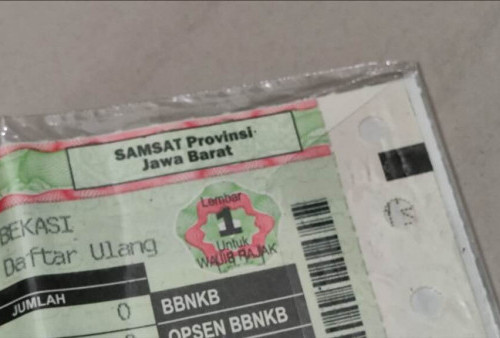 SAMSAT Provinsi
Jawa Barat
BEKASI
Daftar Ulang
Lembar
1
Untuk
WAJIB PAJAK
JUMLAH
0
BBNKB
OPSEN BBNKB